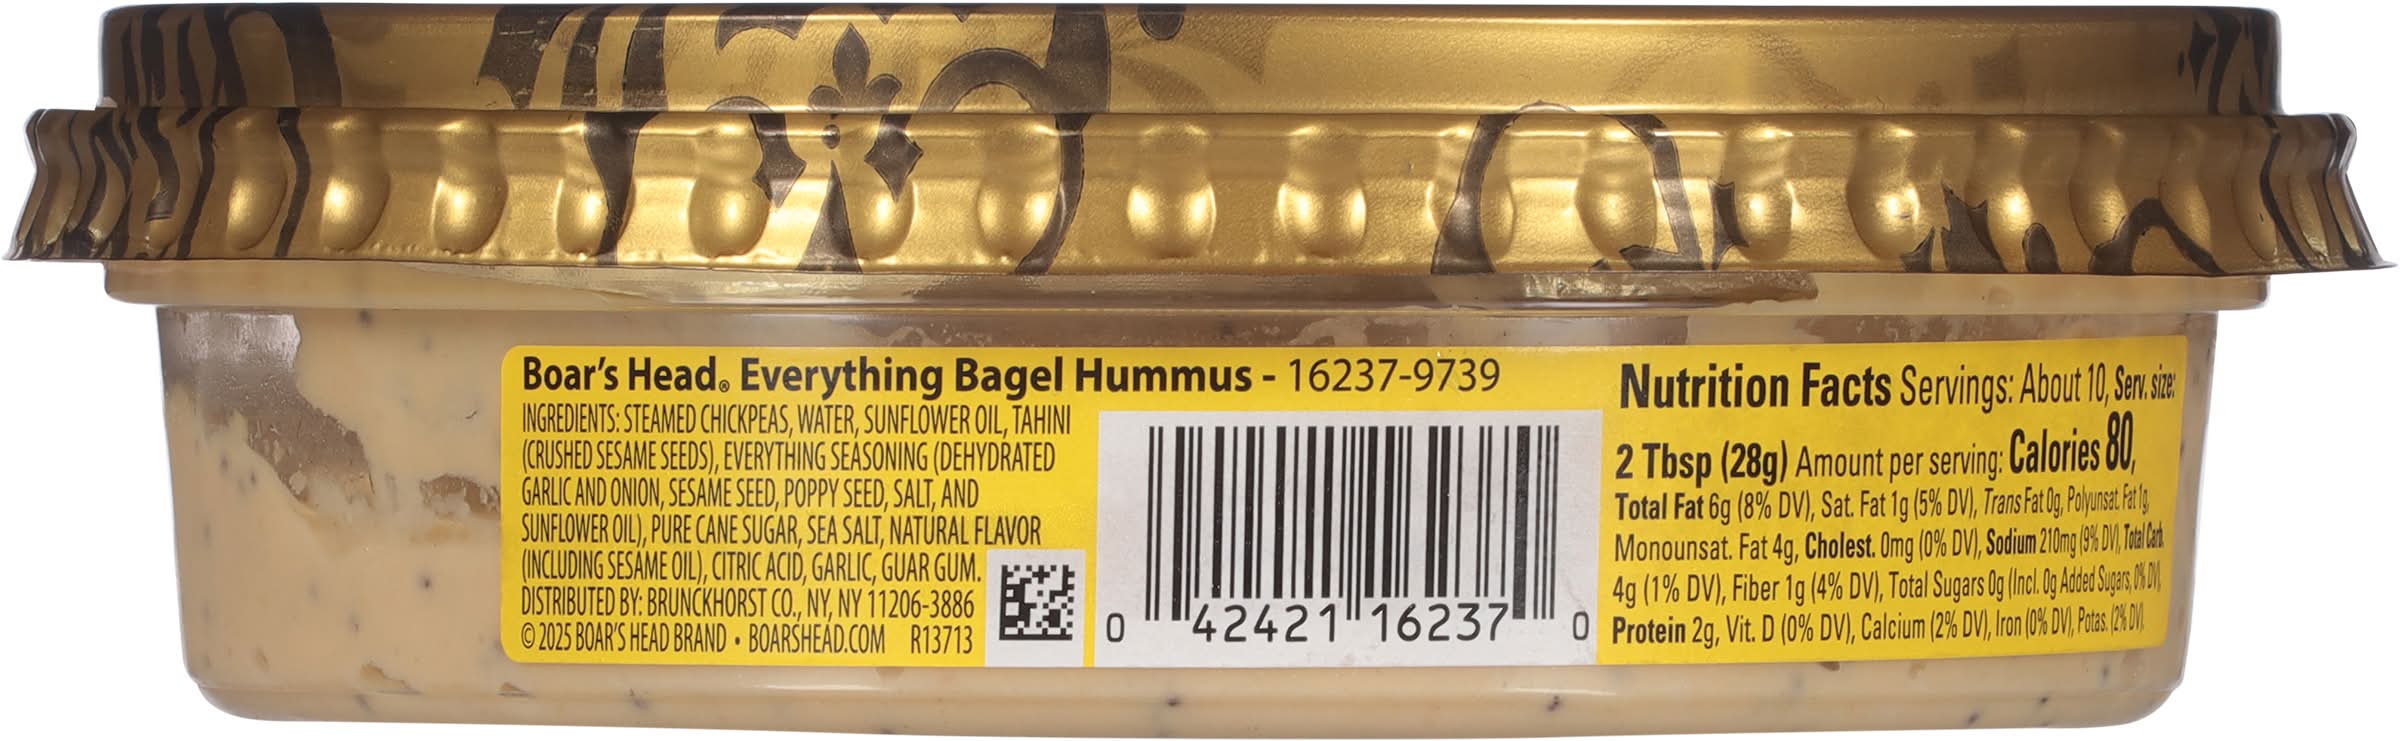 Boar's Head® Everything Bagel Hummus - 16237-9739
INGREDIENTS: STEAMED CHICKPEAS, WATER, SUNFLOWER OIL, TAHINI
(CRUSHED SESAME SEEDS), EVERYTHING SEASONING (DEHYDRATED
GARLIC AND ONION, SESAME SEED, POPPY SEED, SALT, AND
SUNFLOWER OIL), PURE CANE SUGAR, SEA SALT, NATURAL FLAVOR
(INCLUDING SESAME OIL), CITRIC ACID, GARLIC, GUAR GUM.
DISTRIBUTED BY: BRUNCKHORST CO., NY, NY 11206-3886
© 2025 BOAR'S HEAD BRAND • BOARSHEAD.COM R13713
0 42421 16237 0
Nutrition Facts Servings: About 10, Serv. size:
2 Tbsp (28g) Amount per serving: Calories 80,
Total Fat 6g (8% DV), Sat. Fat 1g (5% DV), Trans Fat 0g, Polyunsat. Fat 1g,
Monounsat. Fat 4g, Cholest. 0mg (0% DV), Sodium 210mg (9% DV), Total Carb.
4g (1% DV), Fiber 1g (4% DV), Total Sugars 0g (Incl. 0g Added Sugars, 0% DV),
Protein 2g, Vit. D (0% DV), Calcium (2% DV), Iron (0% DV), Potas. (2% DV).